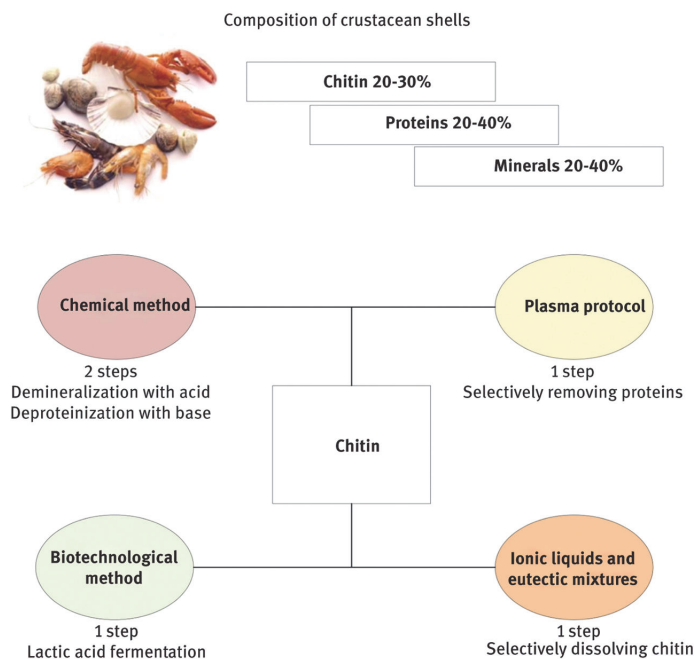 Composition of crustacean shells
Chitin 20-30%
Proteins 20-40%
Minerals 20-40%
Chemical method
2 steps
Demineralization with acid
Deproteinization with base
Plasma protocol
1 step
Selectively removing proteins
Chitin
Biotechnological
method
1 step
Lactic acid fermentation
Ionic liquids and
eutectic mixtures
1 step
Selectively dissolving chitin